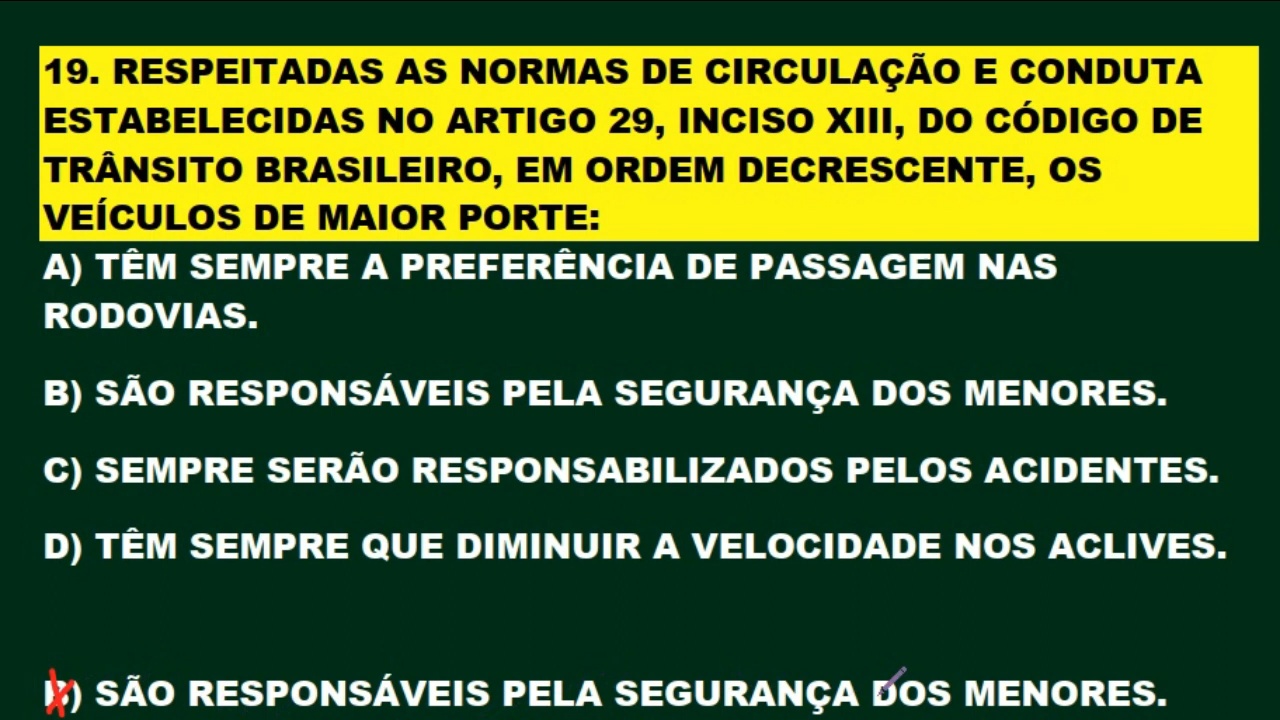 19. RESPEITADAS AS NORMAS DE CIRCULAÇÃO E CONDUTA
ESTABELECIDAS NO ARTIGO 29, INCISO XIII, DO CÓDIGO DE
TRÂNSITO BRASILEIRO, EM ORDEM DECRESCENTE, OS
VEÍCULOS DE MAIOR PORTE:
A) TÊM SEMPRE A PREFERÊNCIA DE PASSAGEM NAS
RODOVIAS.
B) SÃO RESPONSÁVEIS PELA SEGURANÇA DOS MENORES.
C) SEMPRE SERÃO RESPONSABILIZADOS PELOS ACIDENTES.
D) TÊM SEMPRE QUE DIMINUIR A VELOCIDADE NOS ACLIVES.
B) SÃO RESPONSÁVEIS PELA SEGURANÇA DOS MENORES.